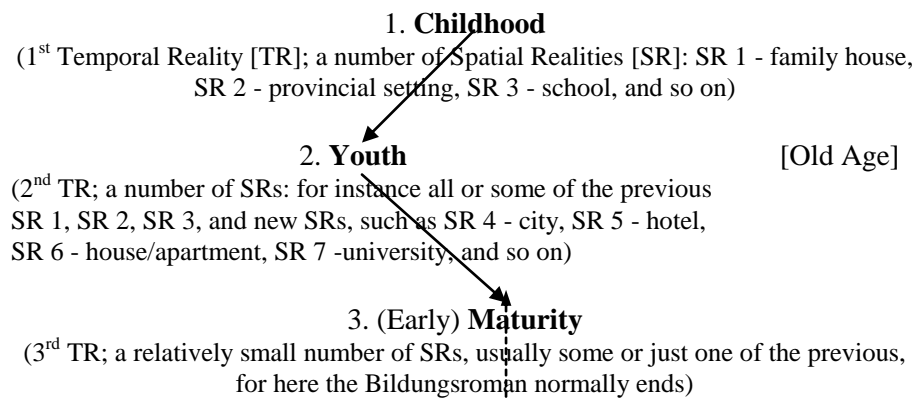 1. Childhood
(1st Temporal Reality [TR]; a number of Spatial Realities [SR]: SR 1 - family house,
SR 2 - provincial setting, SR 3 - school, and so on)
2. Youth [Old Age]
(2nd TR; a number of SRs: for instance all or some of the previous
SR 1, SR 2, SR 3, and new SRs, such as SR 4 - city, SR 5 - hotel,
SR 6 - house/apartment, SR 7 -university, and so on)
3. (Early) Maturity
(3rd TR; a relatively small number of SRs, usually some or just one of the previous,
for here the Bildungsroman normally ends)